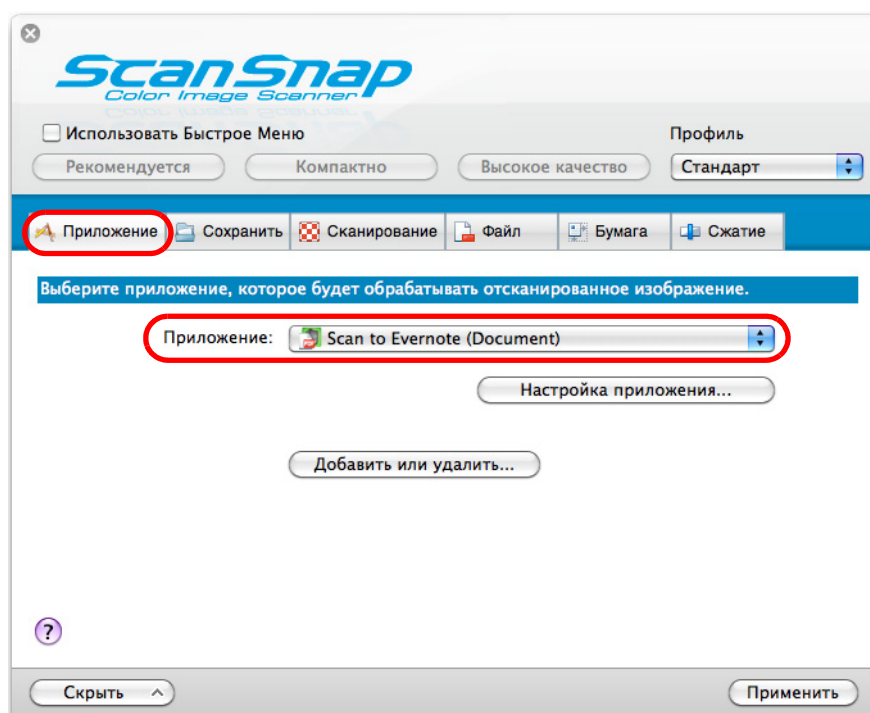 ScanSnap
Color Image Scanner
Использовать Быстрое Меню
Профиль
Рекомендуется Компактно Высокое качество Стандарт
Приложение Сохранить Сканирование Файл Бумага Сжатие
Выберите приложение, которое будет обрабатывать отсканированное изображение.
Приложение: Scan to Evernote (Document)
Настройка приложения...
Добавить или удалить...
?
Скрыть Применить